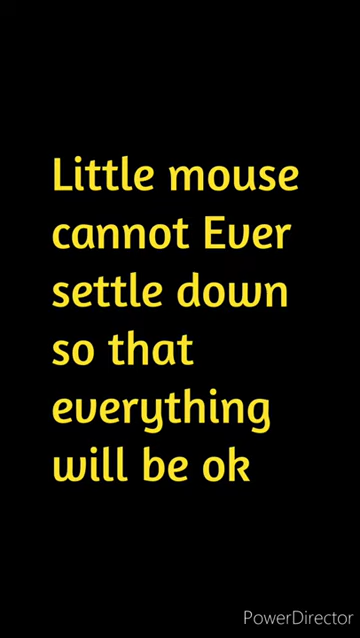 Little mouse
cannot Ever
settle down
so that
everything
will be ok
PowerDirector